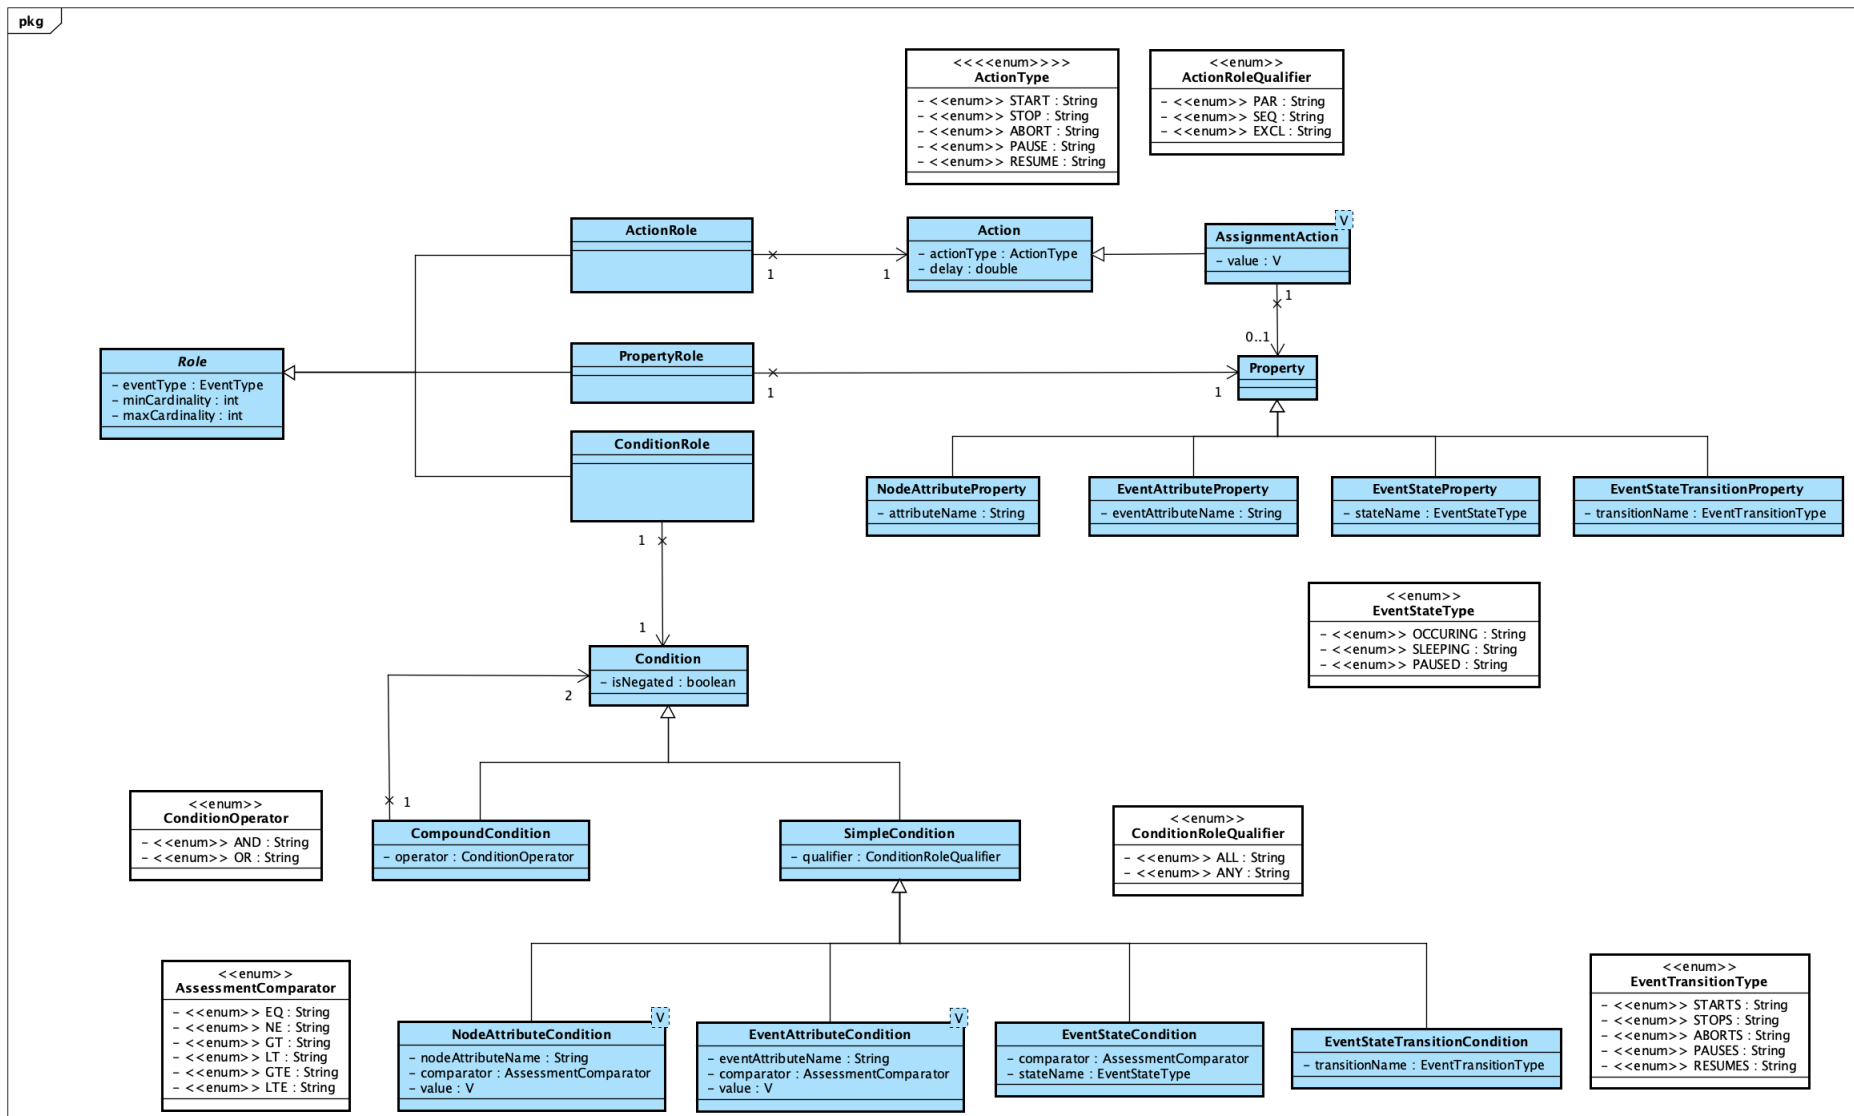 pkg
<<<<enum>>>>
ActionType
- <<enum>> START : String
- <<enum>> STOP : String
- <<enum>> ABORT : String
- <<enum>> PAUSE : String
- <<enum>> RESUME : String
<<enum>>
ActionRoleQualifier
- <<enum>> PAR : String
- <<enum>> SEQ : String
- <<enum>> EXCL : String
ActionRole
1
1
Action
- actionType : ActionType
- delay : double
V
AssignmentAction
- value : V
1
0..1
Role
- eventType : EventType
- minCardinality : int
- maxCardinality : int
PropertyRole
1
1
Property
ConditionRole
1
1
NodeAttributeProperty
- attributeName : String
EventAttributeProperty
- eventAttributeName : String
EventStateProperty
- stateName : EventStateType
EventStateTransitionProperty
- transitionName : EventTransitionType
<<enum>>
EventStateType
- <<enum>> OCCURING : String
- <<enum>> SLEEPING : String
- <<enum>> PAUSED : String
Condition
- isNegated : boolean
2
1
<<enum>>
ConditionOperator
- <<enum>> AND : String
- <<enum>> OR : String
CompoundCondition
- operator : ConditionOperator
SimpleCondition
- qualifier : ConditionRoleQualifier
<<enum>>
ConditionRoleQualifier
- <<enum>> ALL : String
- <<enum>> ANY : String
<<enum>>
AssessmentComparator
- <<enum>> EQ : String
- <<enum>> NE : String
- <<enum>> GT : String
- <<enum>> LT : String
- <<enum>> GTE : String
- <<enum>> LTE : String
V
NodeAttributeCondition
- nodeAttributeName : String
- comparator : AssessmentComparator
- value : V
V
EventAttributeCondition
- eventAttributeName : String
- comparator : AssessmentComparator
- value : V
EventStateCondition
- comparator : AssessmentComparator
- stateName : EventStateType
EventStateTransitionCondition
- transitionName : EventTransitionType
<<enum>>
EventTransitionType
- <<enum>> STARTS : String
- <<enum>> STOPS : String
- <<enum>> ABORTS : String
- <<enum>> PAUSES : String
- <<enum>> RESUMES : String